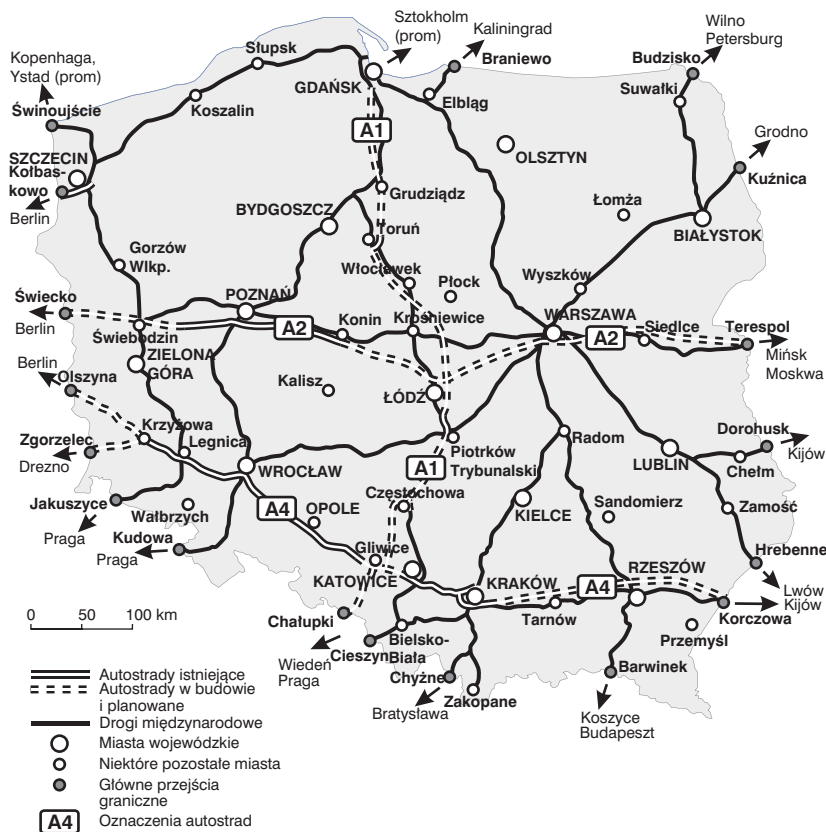 Sztokholm
(prom)
Kaliningrad
Wilno
Petersburg
Kopenhaga,
Ystad (prom)
Słupsk
Braniewo
Budzisko
GDAŃSK
Suwałki
Świnoujście
Koszalin
Elbląg
A1
Grodno
SZCZECIN
OLSZTYN
Kołbas-
kowo
Grudziądz
Kuźnica
Berlin
BYDGOSZCZ
Łomża
Toruń
BIAŁYSTOK
Gorzów
Wlkp.
Włocławek
Płock
Wyszków
Świecko
POZNAŃ
Berlin
A2
Konin
Krośniewice
WARSZAWA
A2
Siedlce
Terespol
Świebodzin
Mińsk
Moskwa
Berlin
ZIELONA
GÓRA
Olszyna
Kalisz
ŁÓDŹ
Krzyżowa
Zgorzelec
Legnica
Drezno
WROCŁAW
Piotrków
Trybunalski
A1
Radom
LUBLIN
Dorohusk
Kijów
Chełm
Jakuszyce
Praga
Wałbrzych
A4
OPOLE
Częstochowa
KIELCE
Sandomierz
Zamość
Kudowa
Praga
Gliwice
KATOWICE
KRAKÓW
A4
RZESZÓW
Hrebenne
Lwów
Kijów
Korczowa
Tarnów
Przemyśl
0 50 100 km
Chałupki
Wiedeń
Praga
Cieszyn
Bielsko-
Biała
Chyżne
Bratysława
Zakopane
Barwinek
Koszyce
Budapeszt
Autostrady istniejące
Autostrady w budowie
i planowane
Drogi międzynarodowe
Miasta wojewódzkie
Niektóre pozostałe miasta
Główne przejścia
graniczne
A4 Oznaczenia autostrad